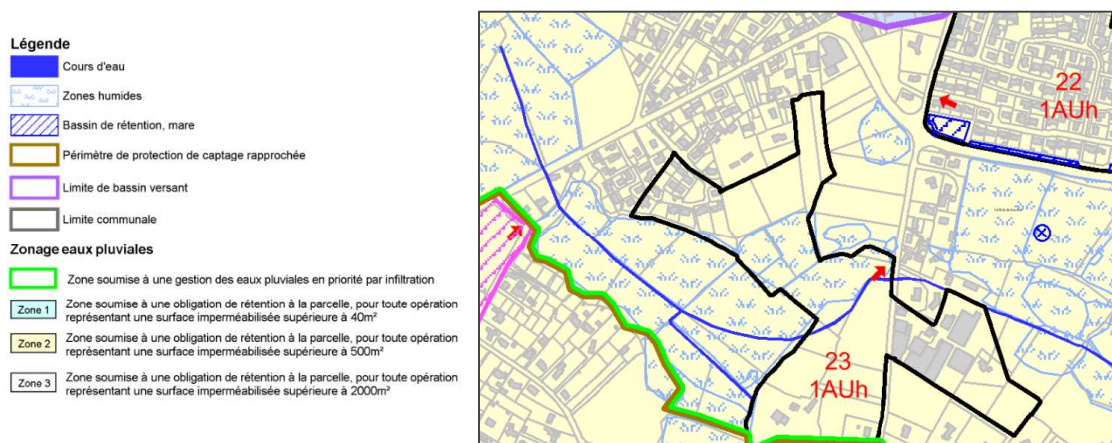 Légende
Cours d'eau
Zones humides
Bassin de rétention, mare
Périmètre de protection de captage rapprochée
Limite de bassin versant
Limite communale
Zonage eaux pluviales
Zone soumise à une gestion des eaux pluviales en priorité par infiltration
Zone 1
Zone soumise à une obligation de rétention à la parcelle, pour toute opération
représentant une surface imperméabilisée supérieure à 40m²
Zone 2
Zone soumise à une obligation de rétention à la parcelle, pour toute opération
représentant une surface imperméabilisée supérieure à 500m²
Zone 3
Zone soumise à une obligation de rétention à la parcelle, pour toute opération
représentant une surface imperméabilisée supérieure à 2000m²
22
1AUh
23
1AUh